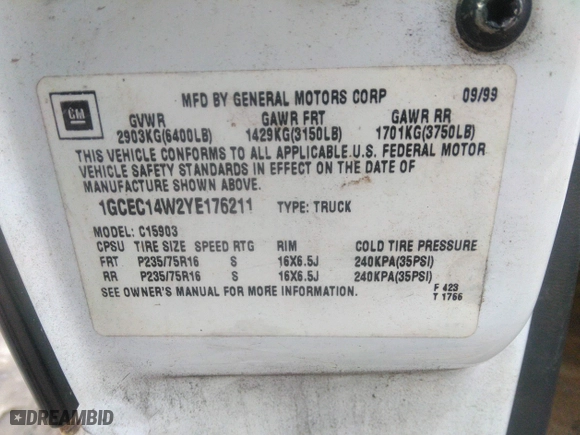 MFD BY GENERAL MOTORS CORP 09/99
GM
GVWR GAWR FRT GAWR RR
2903KG(6400LB) 1429KG(3150LB) 1701KG(3750LB)
THIS VEHICLE CONFORMS TO ALL APPLICABLE U.S. FEDERAL MOTOR
VEHICLE SAFETY STANDARDS IN EFFECT ON THE DATE OF
MANUFACTURE SHOWN ABOVE.
1GCEC14W2YE176211 TYPE: TRUCK
MODEL: C15903
CPSU TIRE SIZE SPEED RTG RIM COLD TIRE PRESSURE
FRT P235/75R16 S 16X6.5J 240KPA(35PSI)
RR P235/75R16 S 16X6.5J 240KPA(35PSI)
SEE OWNER'S MANUAL FOR MORE INFORMATION.
F 423
T 1766
DREAMBID